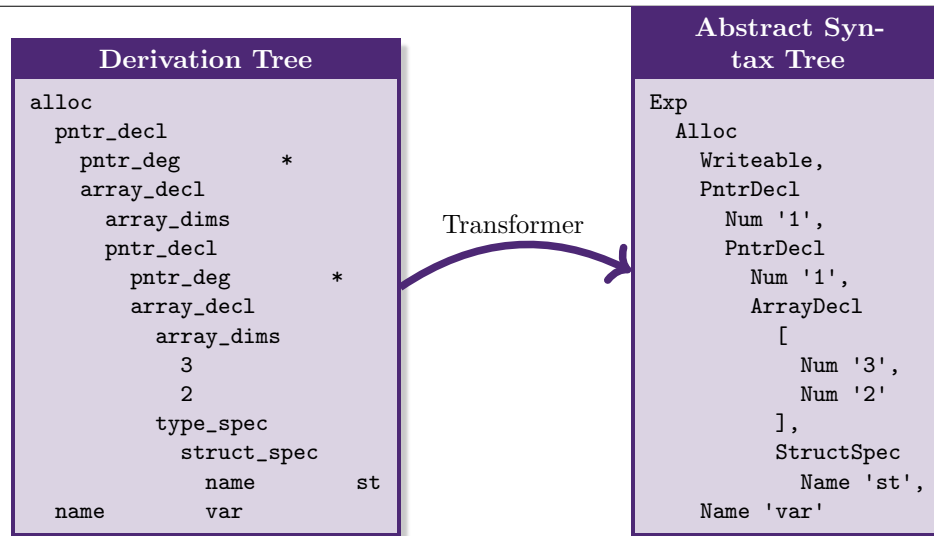 Derivation Tree
alloc
  pntr_decl
    pntr_deg        *
    array_decl
      array_dims
      pntr_decl
        pntr_deg        *
        array_decl
          array_dims
            3
            2
          type_spec
            struct_spec
              name        st
  name        var
Transformer
Abstract Syn-
tax Tree
Exp
  Alloc
    Writeable,
    PntrDecl
      Num '1',
      PntrDecl
        Num '1',
        ArrayDecl
          [
            Num '3',
            Num '2'
          ],
          StructSpec
            Name 'st',
    Name 'var'